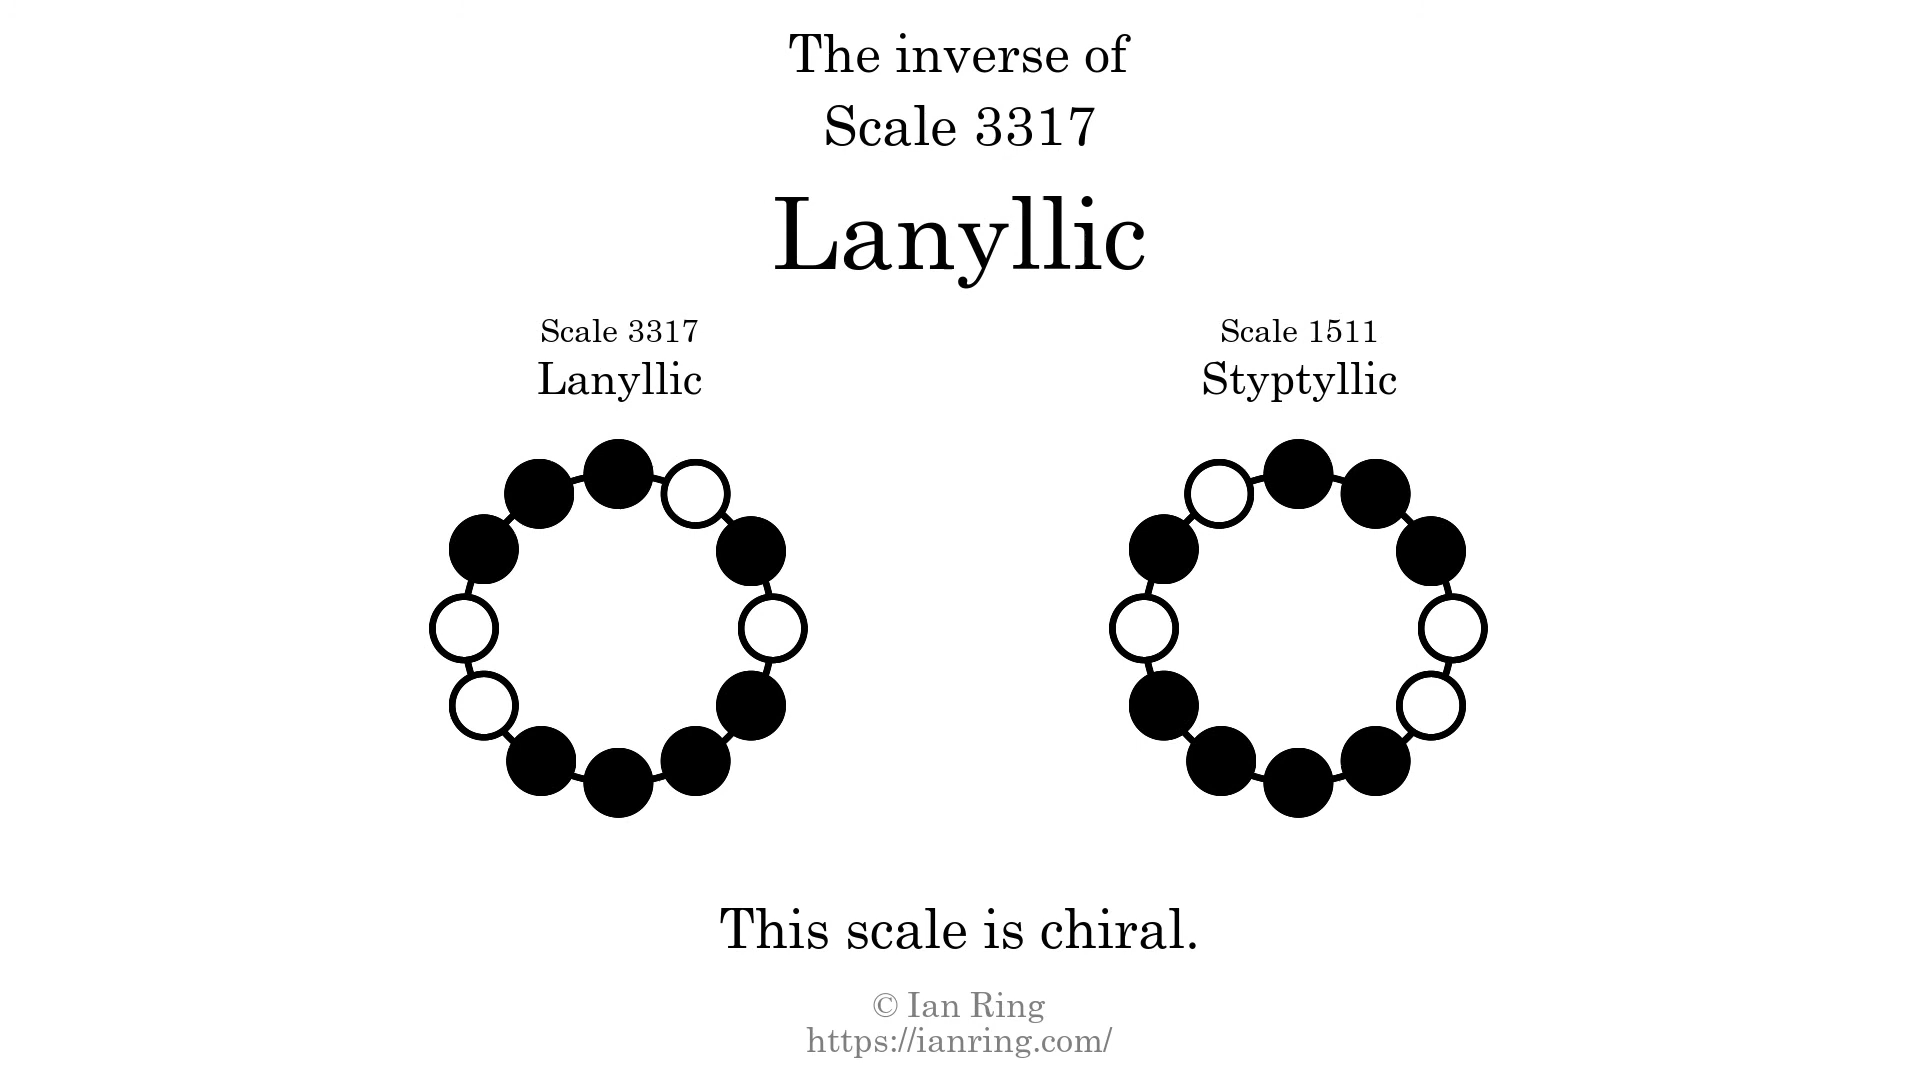 The inverse of
Scale 3317
Lanyllic
Scale 3317
Lanyllic
Scale 1511
Styptyllic
This scale is chiral.
© Ian Ring
https://ianring.com/